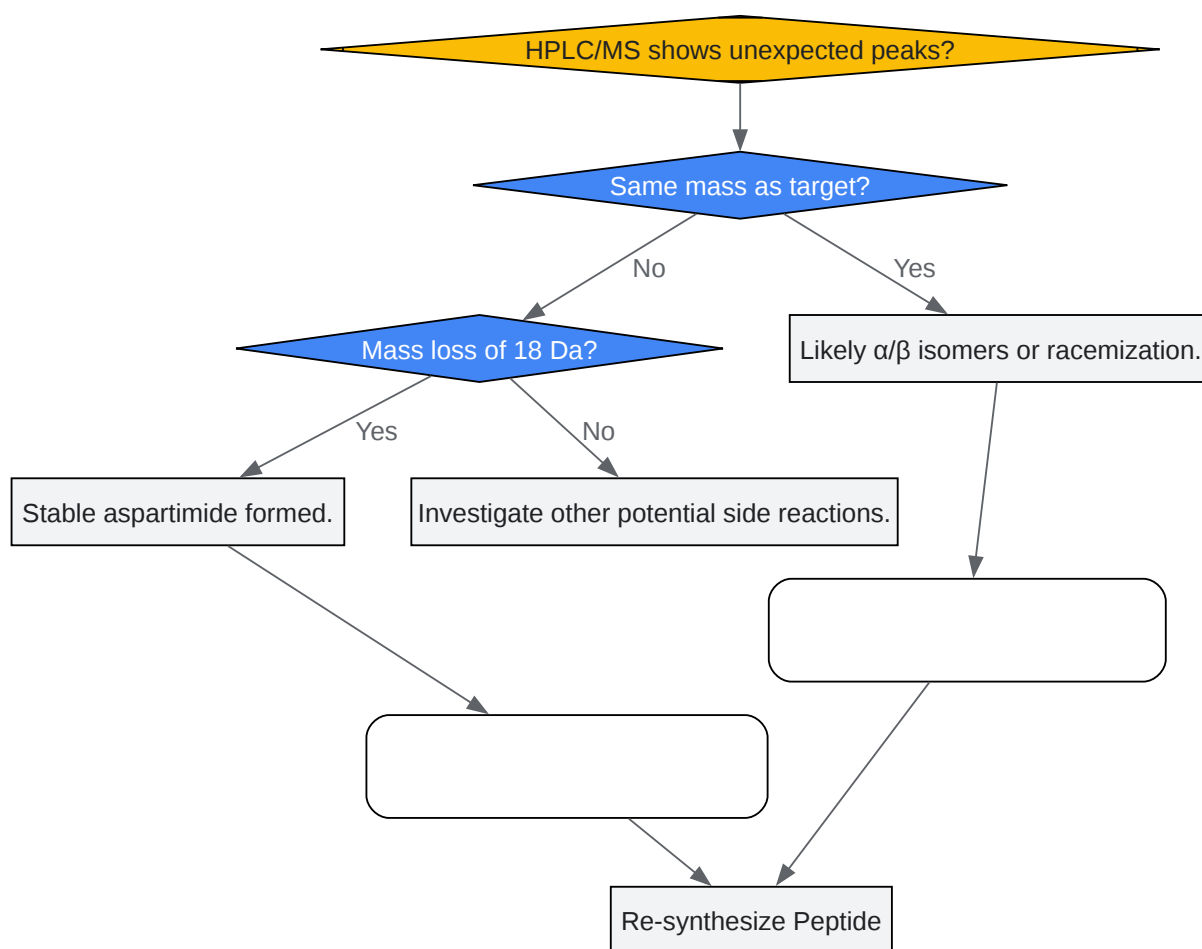 HPLC/MS shows unexpected peaks?
Same mass as target?
No
Yes
Mass loss of 18 Da?
Likely α/β isomers or racemization.
Yes
No
Stable aspartimide formed.
Investigate other potential side reactions.
Re-synthesize Peptide